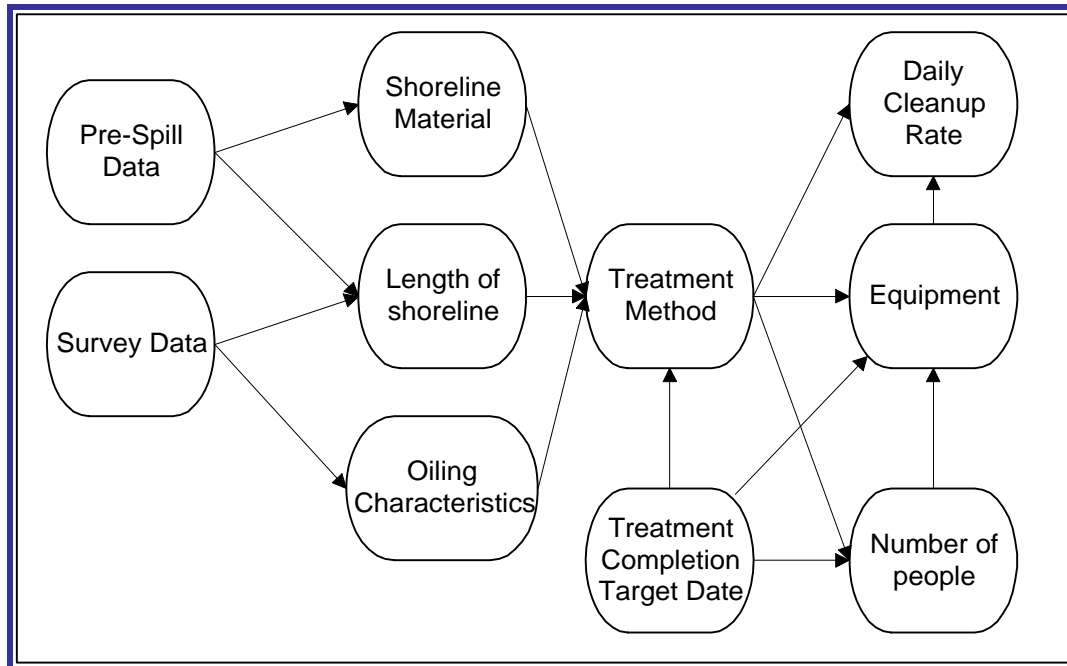 Pre-Spill
Data
Survey Data
Shoreline
Material
Length of
shoreline
Oiling
Characteristics
Treatment
Method
Treatment
Completion
Target Date
Daily
Cleanup
Rate
Equipment
Number of
people